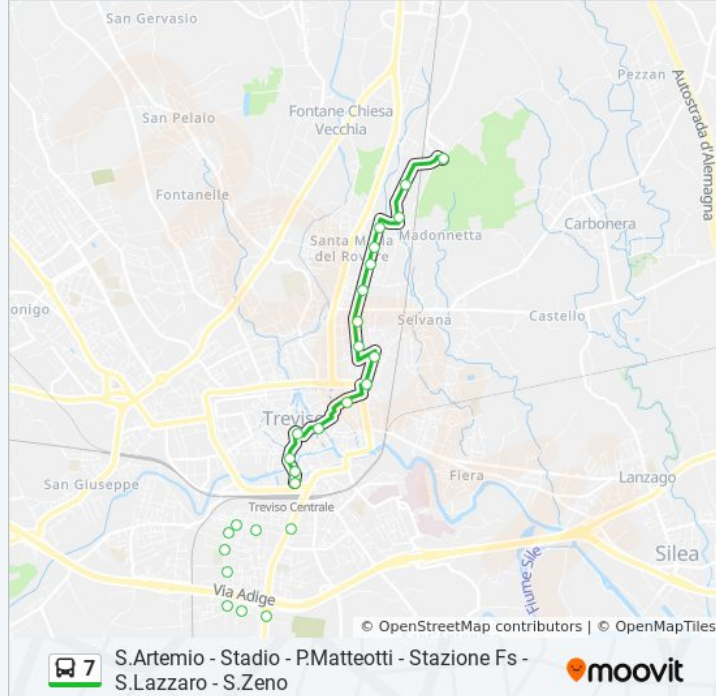 San Gervasio
Pezzan
Autostrada d'Alemagna
Fontane Chiesa
Vecchia
San Pelaio
Fontanelle
Carbonera
Madonnetta
del Rovere
onigo
Selvana
Castello
Treviso
San Giuseppe
Fiera
Lanzago
Treviso Centrale
Silea
Fiume Sile
Via Adige
© OpenStreetMap contributors | © OpenMapTiles
7
S.Artemio - Stadio - P.Matteotti - Stazione Fs -
S.Lazzaro - S.Zeno
moovit